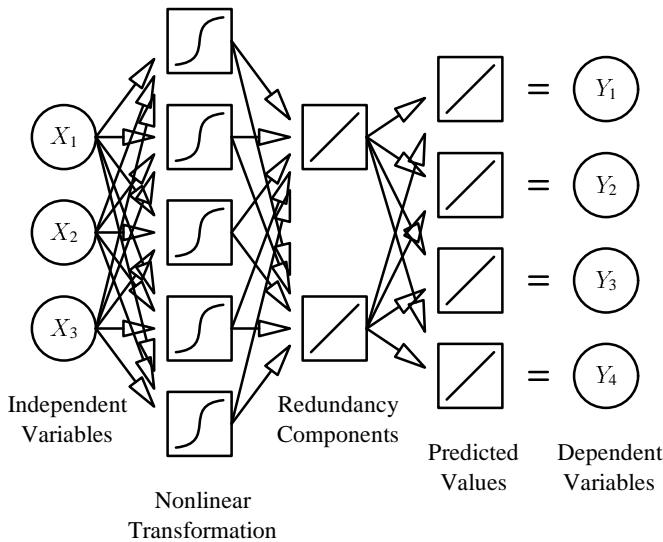 X₁
X₂
X₃
= Y₁
= Y₂
= Y₃
= Y₄
Independent
Variables
Redundancy
Components
Predicted
Values
Dependent
Variables
Nonlinear
Transformation